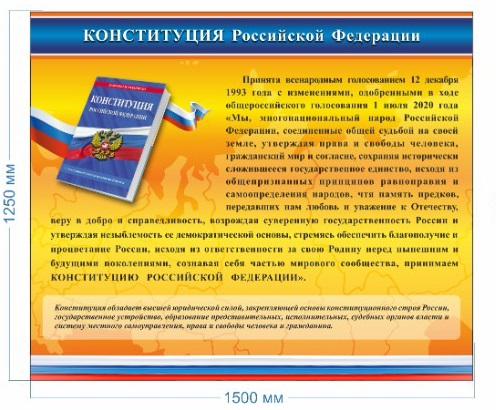 КОНСТИТУЦИЯ Российской Федерации
КОНСТИТУЦИЯ
РОССИЙСКОЙ ФЕДЕРАЦИИ
Принята всенародным голосованием 12 декабря
1993 года с изменениями, одобренными в ходе
общероссийского голосования 1 июля 2020 года
«Мы, многонациональный народ Российской
Федерации, соединенные общей судьбой на своей
земле, утверждая права и свободы человека,
гражданский мир и согласие, сохраняя исторически
сложившееся государственное единство, исходя из
общепризнанных принципов равноправия и
самоопределения народов, чтя память предков,
передавших нам любовь и уважение к Отечеству,
веру в добро и справедливость, возрождая суверенную государственность России и
утверждая незыблемость ее демократической основы, стремясь обеспечить благополучие и
процветание России, исходя из ответственности за свою Родину перед нынешним и
будущими поколениями, сознавая себя частью мирового сообщества, принимаем
КОНСТИТУЦИЮ РОССИЙСКОЙ ФЕДЕРАЦИИ».
Конституция обладает высшей юридической силой, закрепляющей основы конституционного строя России,
государственное устройство, образование представительных, исполнительных, судебных органов власти и
систему местного самоуправления, права и свободы человека и гражданина.
1250 мм
1500 мм